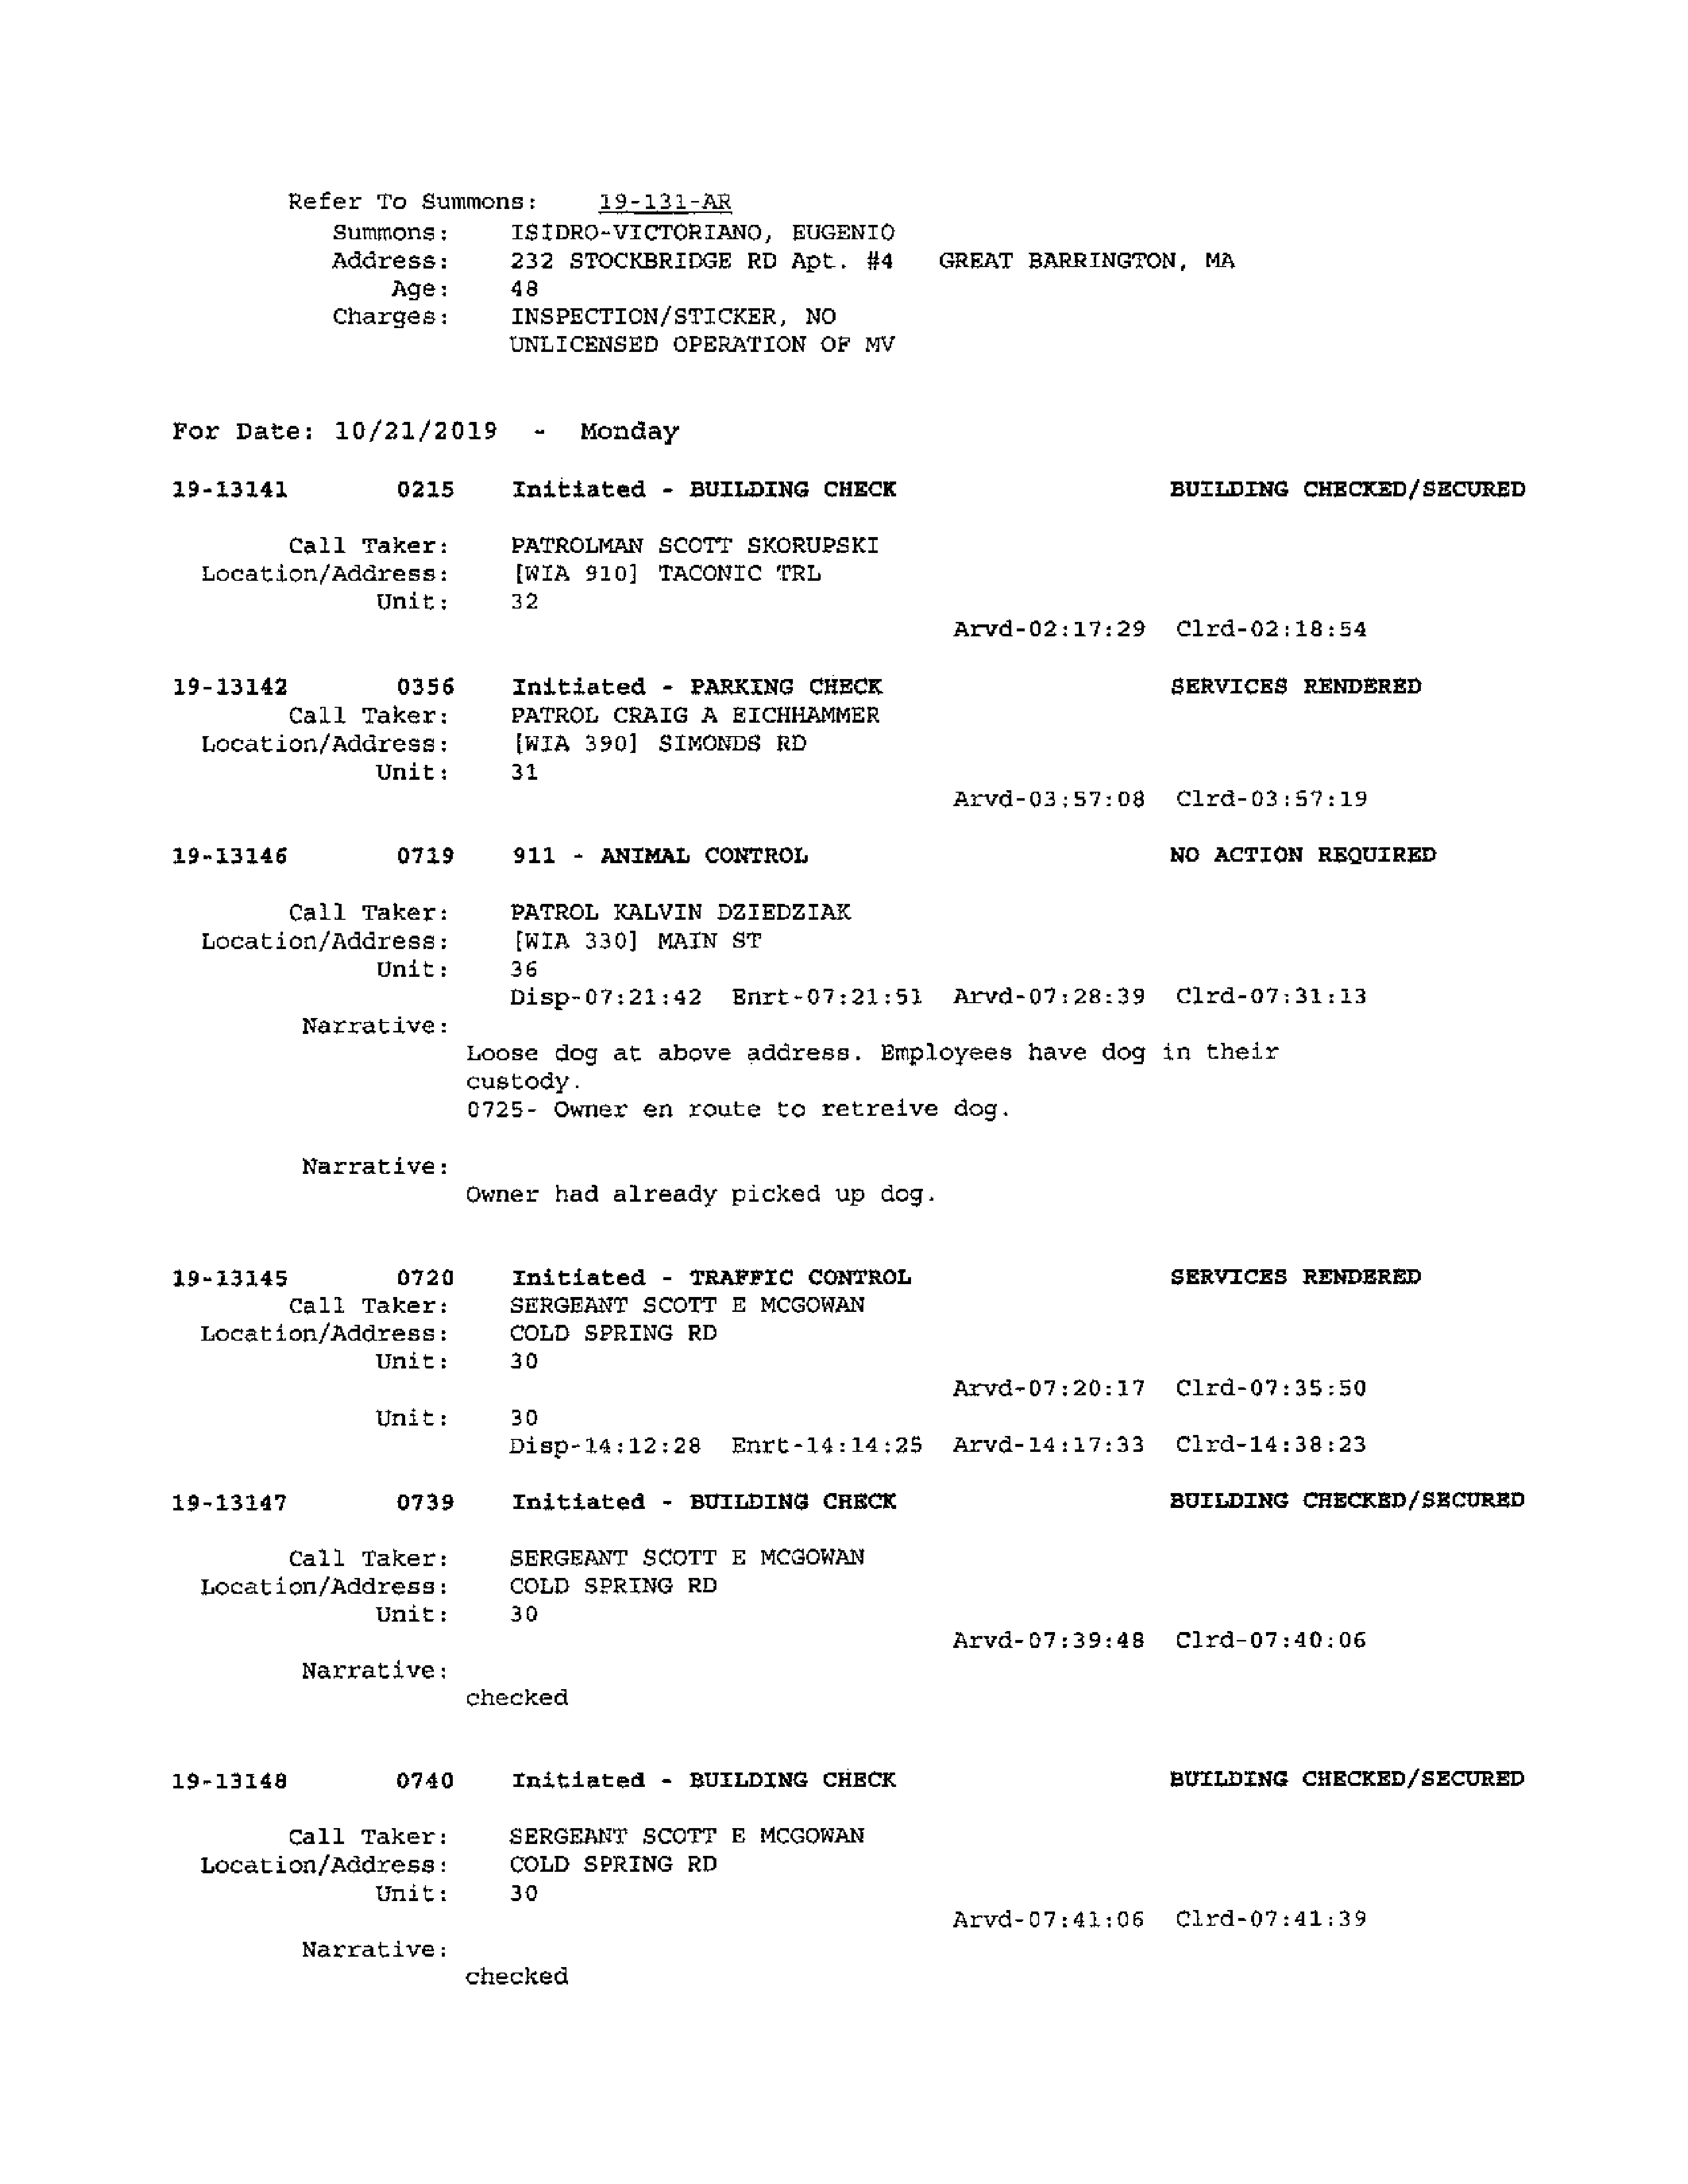 Refer To Summons: 19-131-AR
Summons: ISIDRO-VICTORIANO, EUGENIO
Address: 232 STOCKBRIDGE RD Apt. #4 GREAT BARRINGTON, MA
Age: 48
Charges: INSPECTION/STICKER, NO
UNLICENSED OPERATION OF MV
For Date: 10/21/2019 - Monday
19-13141 0215 Initiated - BUILDING CHECK BUILDING CHECKED/SECURED
Call Taker: PATROLMAN SCOTT SKORUPSKI
Location/Address: [WIA 910] TACONIC TRL
Unit: 32
Arvd-02:17:29 Clrd-02:18:54
19-13142 0356 Initiated - PARKING CHECK SERVICES RENDERED
Call Taker: PATROL CRAIG A EICHHAMMER
Location/Address: [WIA 390] SIMONDS RD
Unit: 31
Arvd-03:57:08 Clrd-03:57:19
19-13146 0719 911 - ANIMAL CONTROL NO ACTION REQUIRED
Call Taker: PATROL KALVIN DZIEDZIAK
Location/Address: [WIA 330] MAIN ST
Unit: 36
Disp-07:21:42 Enrt-07:21:51 Arvd-07:28:39 Clrd-07:31:13
Narrative:
Loose dog at above address. Employees have dog in their
custody.
0725- Owner en route to retreive dog.
Narrative:
Owner had already picked up dog.
19-13145 0720 Initiated - TRAFFIC CONTROL SERVICES RENDERED
Call Taker: SERGEANT SCOTT E MCGOWAN
Location/Address: COLD SPRING RD
Unit: 30
Arvd-07:20:17 Clrd-07:35:50
Unit: 30
Disp-14:12:28 Enrt-14:14:25 Arvd-14:17:33 Clrd-14:38:23
19-13147 0739 Initiated - BUILDING CHECK BUILDING CHECKED/SECURED
Call Taker: SERGEANT SCOTT E MCGOWAN
Location/Address: COLD SPRING RD
Unit: 30
Arvd-07:39:48 Clrd-07:40:06
Narrative:
checked
19-13148 0740 Initiated - BUILDING CHECK BUILDING CHECKED/SECURED
Call Taker: SERGEANT SCOTT E MCGOWAN
Location/Address: COLD SPRING RD
Unit: 30
Arvd-07:41:06 Clrd-07:41:39
Narrative:
checked